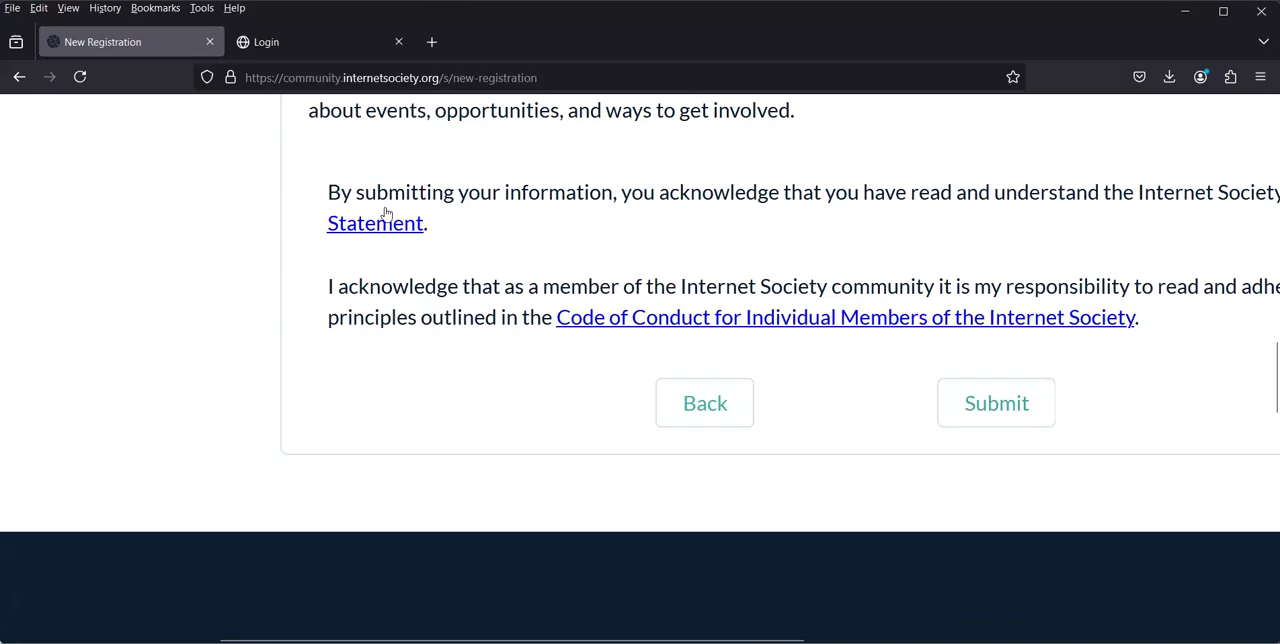 File Edit View History Bookmarks Tools Help
New Registration
Login
https://community.internetsociety.org/s/new-registration
about events, opportunities, and ways to get involved.
By submitting your information, you acknowledge that you have read and understand the Internet Society
Statement.
I acknowledge that as a member of the Internet Society community it is my responsibility to read and adhe
principles outlined in the Code of Conduct for Individual Members of the Internet Society.
Back
Submit